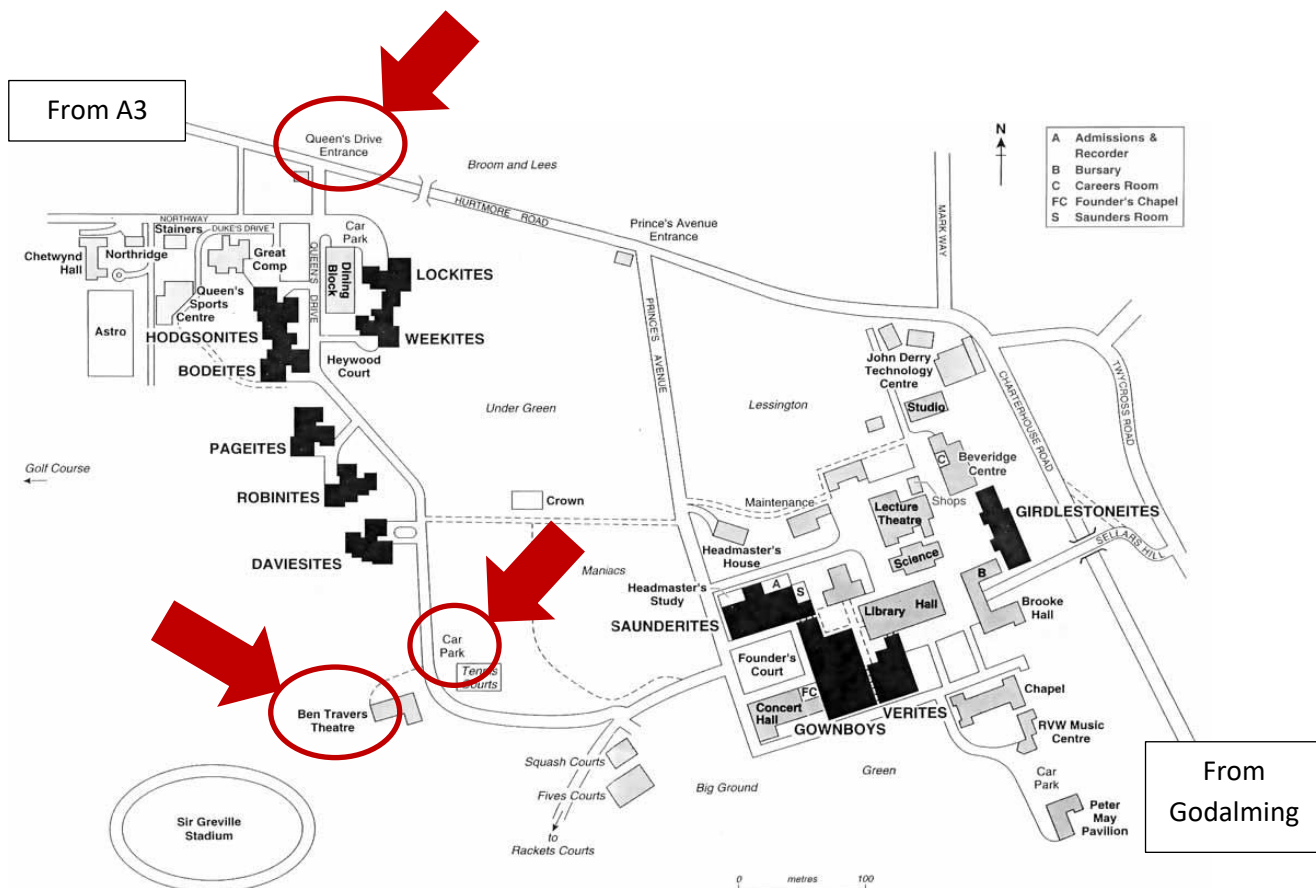 From A3
Queen's Drive
Entrance
Broom and Lees
N
A Admissions &
Recorder
B Bursary
C Careers Room
FC Founder's Chapel
S Saunders Room
HURTMORE ROAD
Prince's Avenue
Entrance
MARK WAY
NORTHWAY
Stainers
DUKE'S DRIVE
Car
Park
Chetwynd
Hall
Northridge
Great
Comp
QUEEN'S DRIVE
Dining
Block
LOCKITES
Queen's
Sports
Centre
Astro
HODGSONITES
WEEKITES
BODEITES
Heywood
Court
PRINCE'S AVENUE
John Derry
Technology
Centre
CHARTERHOUSE ROAD
TWYCROSS ROAD
Under Green
Lessington
Studio
PAGEITES
C
Beveridge
Centre
Golf Course
ROBINITES
Crown
Maintenance
Shops
Lecture
Theatre
GIRDLESTONEITES
Headmaster's
House
DAVIESITES
Science
SELLARS HILL
Maniacs
Headmaster's
Study
A
S
B
Library Hall
Brooke
Hall
SAUNDERITES
Car
Park
Tennis
Courts
Founder's
Court
FC
Chapel
Ben Travers
Theatre
Concert
Hall
VERITES
GOWNBOYS
RVW Music
Centre
Squash Courts
Green
Car
Park
Big Ground
Fives Courts
Peter
May
Pavilion
From
Godalming
Sir Greville
Stadium
to
Rackets Courts
0 metres 100